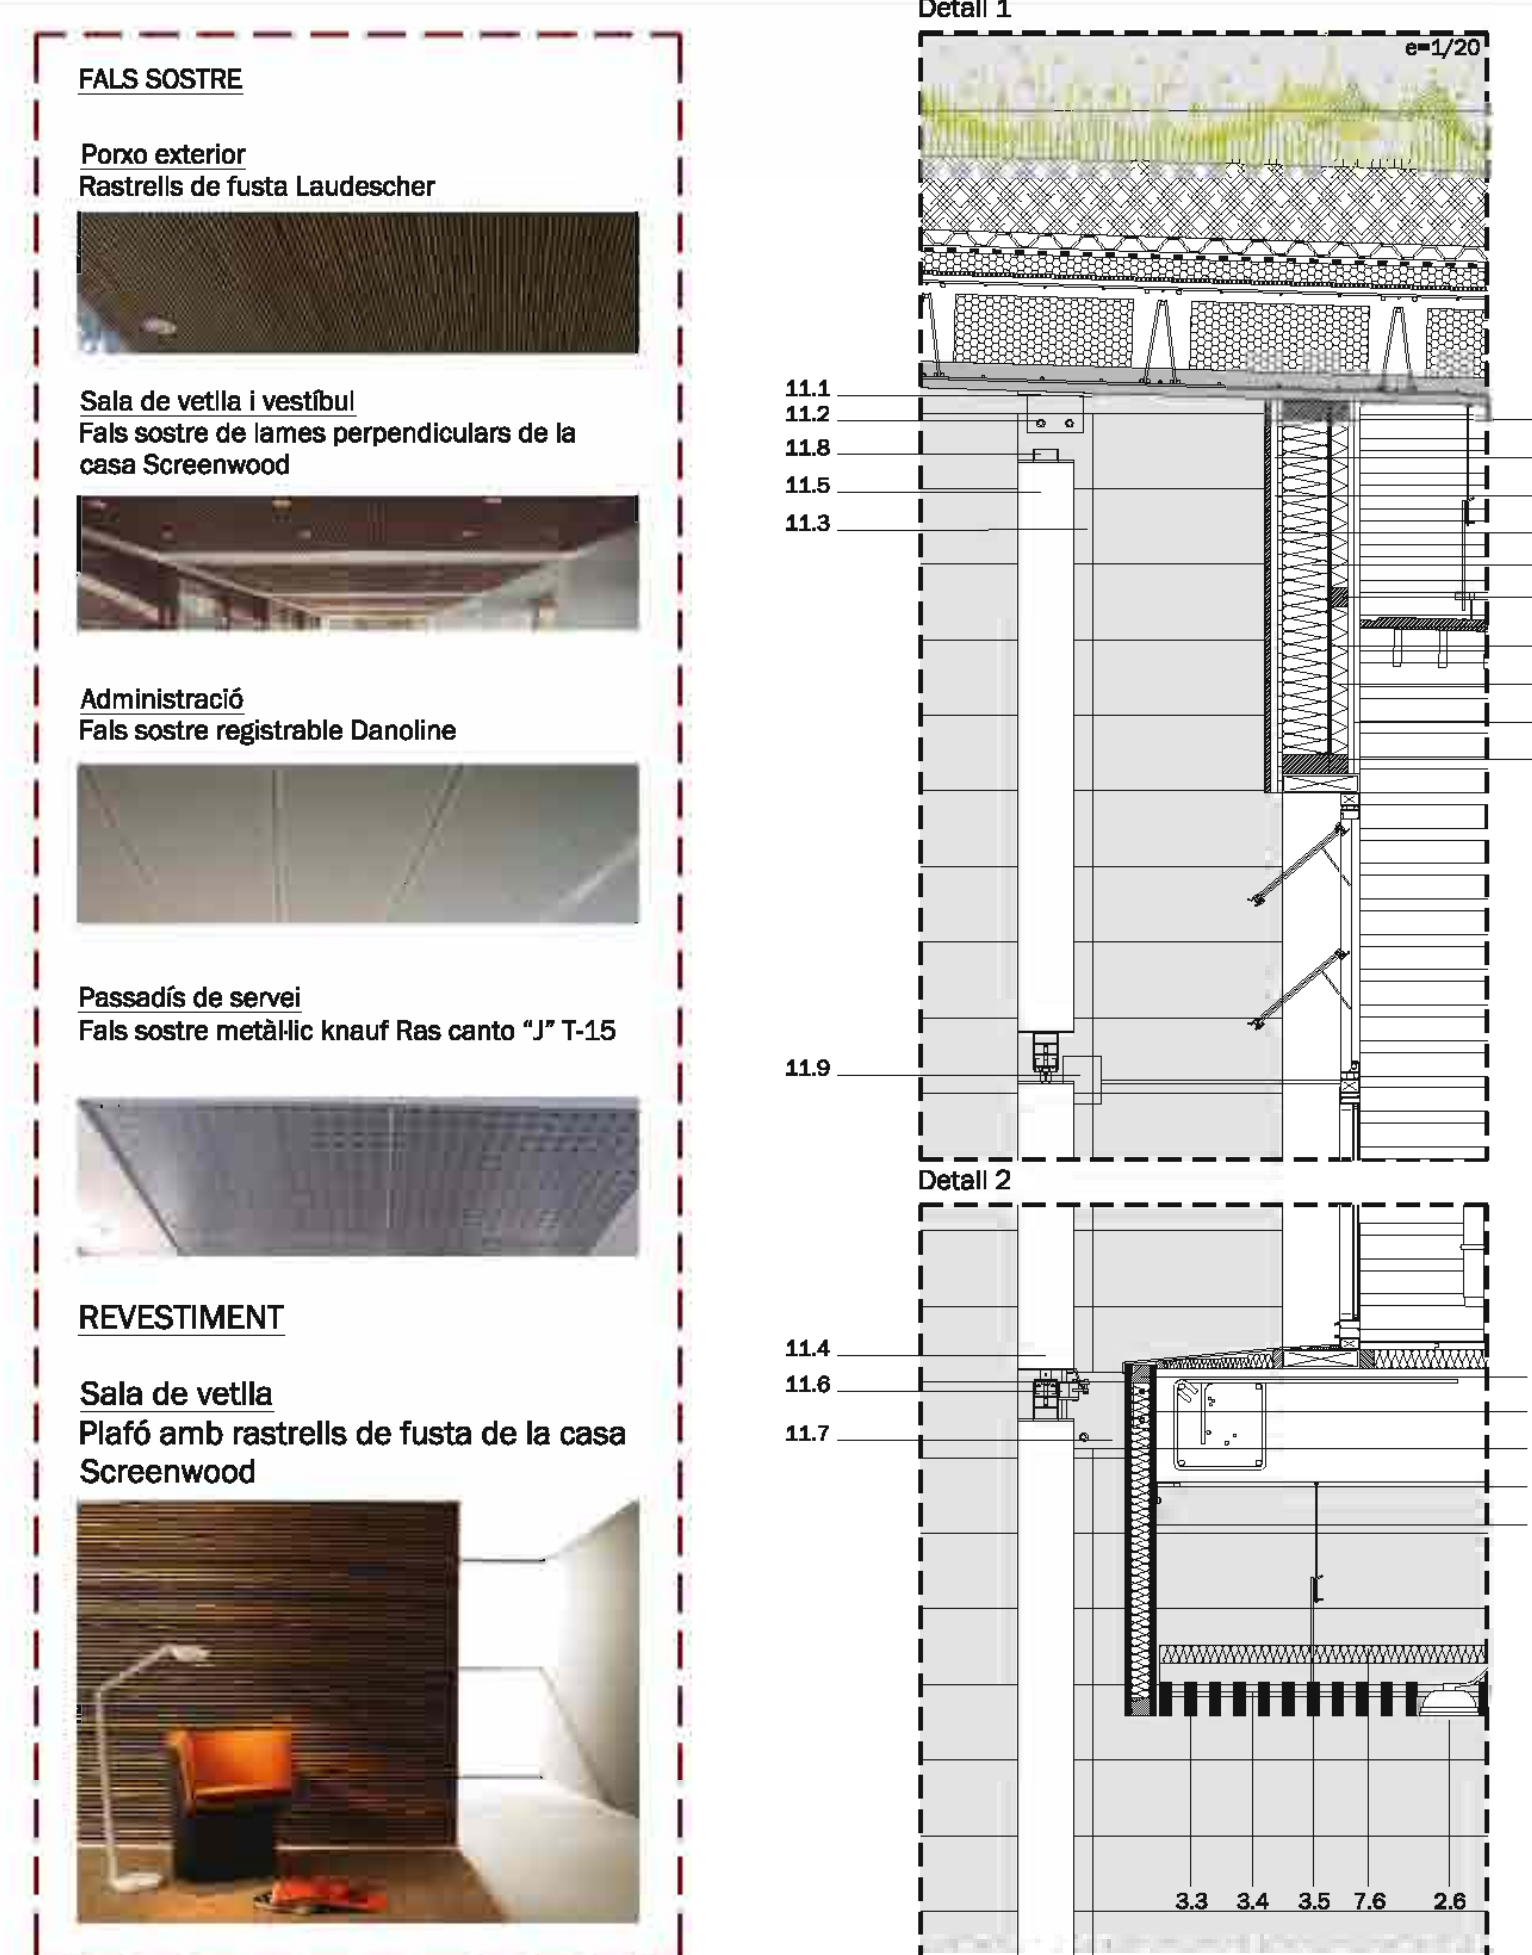 FALS SOSTRE
Porxo exterior
Rastrells de fusta Laudescher
Sala de vetlla i vestíbul
Fals sostre de lames perpendiculars de la
casa Screenwood
Administració
Fals sostre registrable Danoline
Passadís de servei
Fals sostre metàl·lic knauf Ras canto “J” T-15
REVESTIMENT
Sala de vetlla
Plafó amb rastrells de fusta de la casa
Screenwood
Detall 1
e=1/20
11.1
11.2
11.8
11.5
11.3
11.9
Detall 2
11.4
11.6
11.7
3.3 3.4 3.5 7.6 2.6